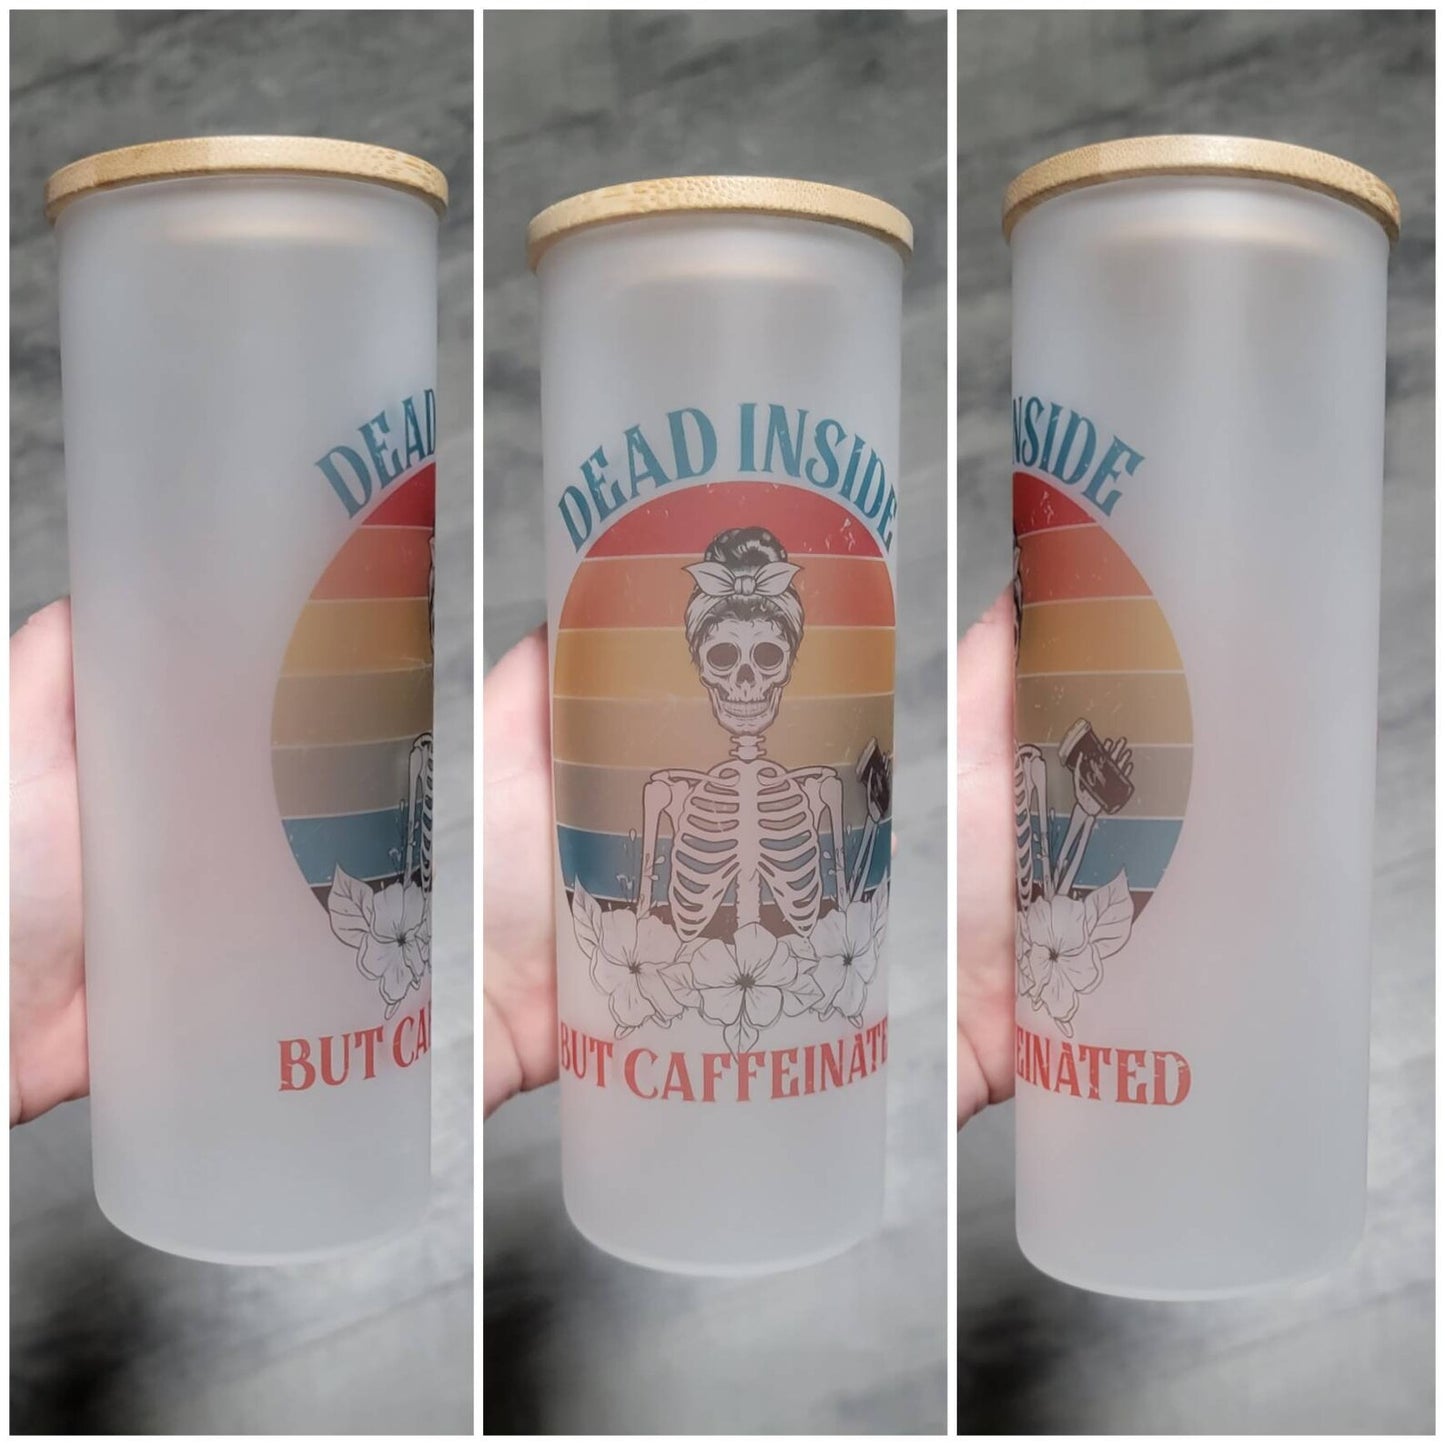 DEAD
BUT CA
DEAD INSIDE
BUT CAFFEINATE
NSIDE
EINATED